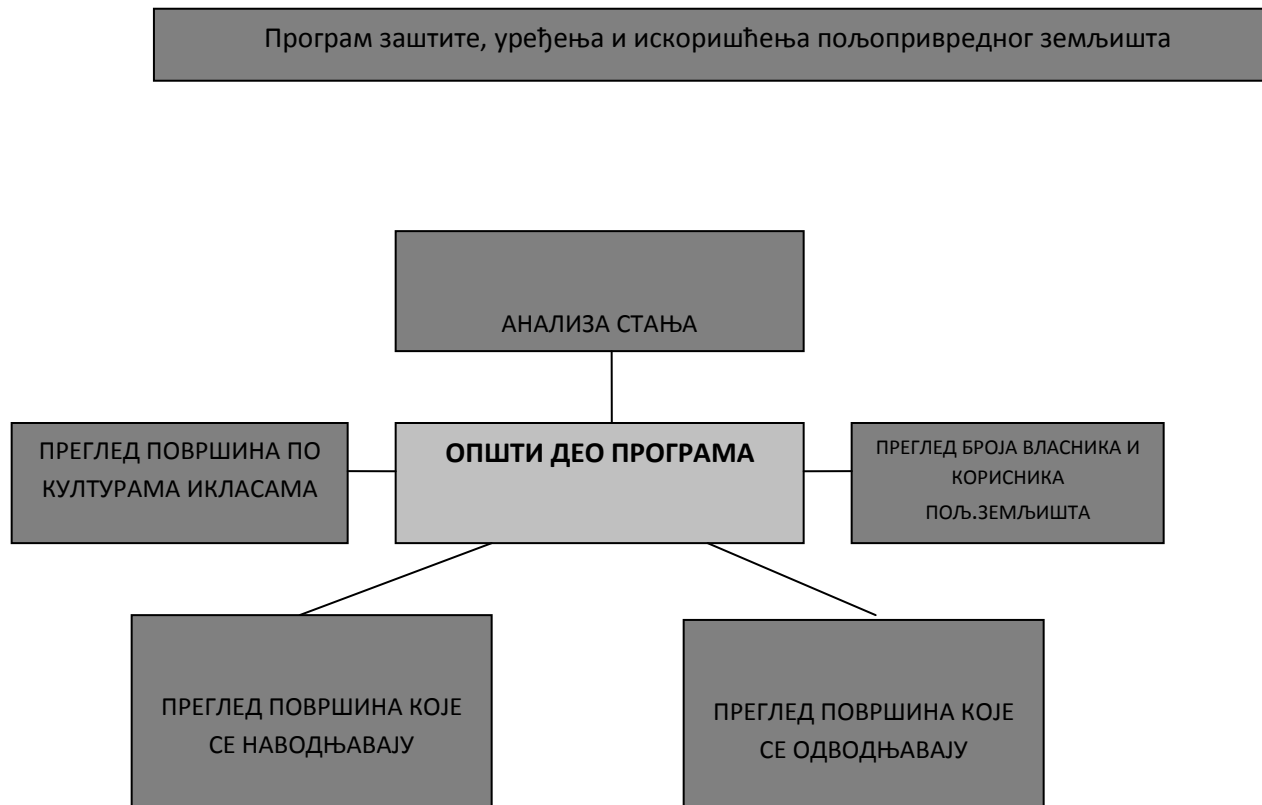 Програм заштите, уређења и искоришћења пољопривредног земљишта
АНАЛИЗА СТАЊА
ПРЕГЛЕД ПОВРШИНА ПО
КУЛТУРАМА ИКЛАСАМА
ОПШТИ ДЕО ПРОГРАМА
ПРЕГЛЕД БРОЈА ВЛАСНИКА И
КОРИСНИКА
ПОЉ.ЗЕМЉИШТА
ПРЕГЛЕД ПОВРШИНА КОЈЕ
СЕ НАВОДЊАВАЈУ
ПРЕГЛЕД ПОВРШИНА КОЈЕ
СЕ ОДВОДЊАВАЈУ